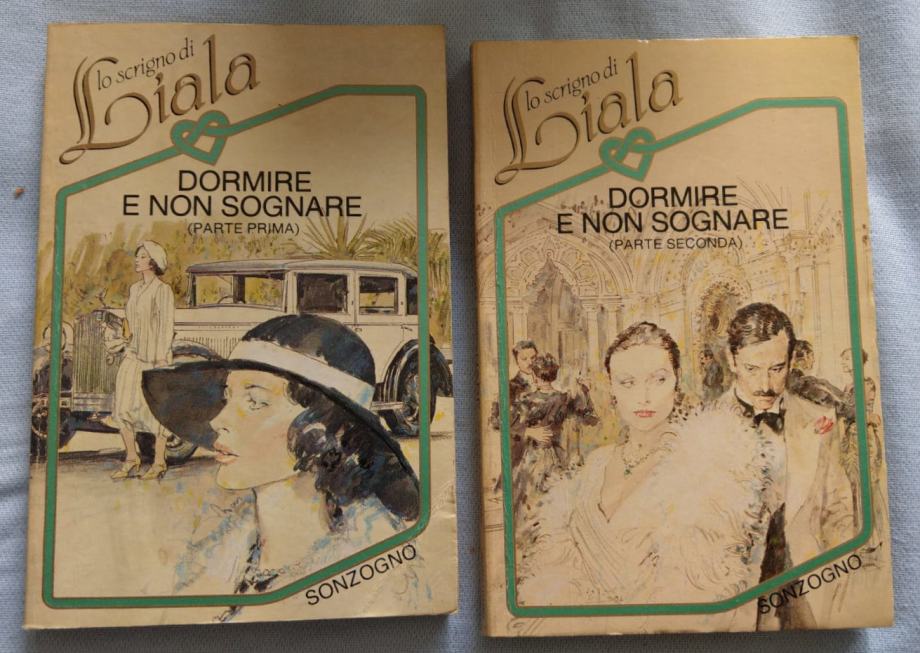 lo scrigno di
Liala
DORMIRE
E NON SOGNARE
(PARTE PRIMA)
SONZOGNO
lo scrigno di
Liala
DORMIRE
E NON SOGNARE
(PARTE SECONDA)
SONZOGNO